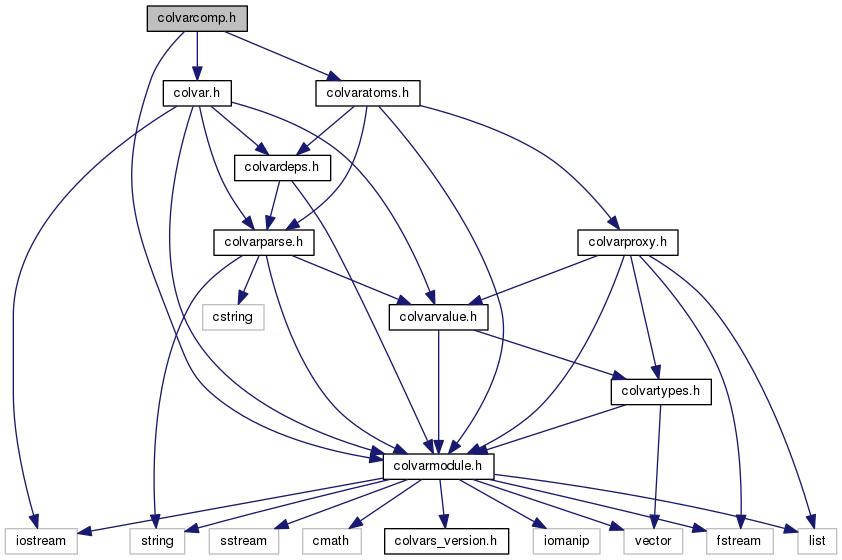 colvarcomp.h
colvar.h
colvaratoms.h
colvardeps.h
colvarparse.h
colvarproxy.h
cstring
colvarvalue.h
colvartypes.h
colvarmodule.h
iostream
string
sstream
cmath
colvars_version.h
iomanip
vector
fstream
list